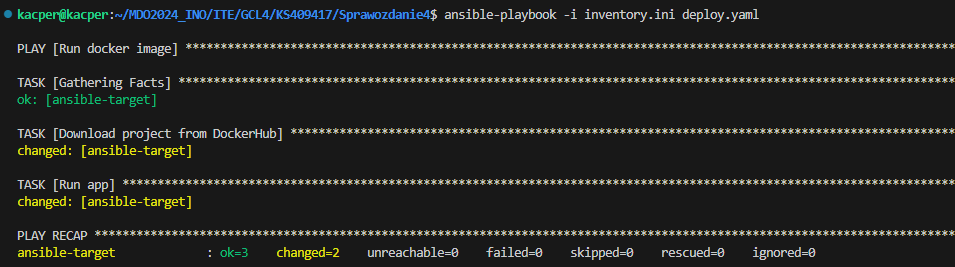 kacper@kacper:~/MDO2024_INO/ITE/GCL4/KS409417/Sprawozdanie4$ ansible-playbook -i inventory.ini deploy.yaml
PLAY [Run docker image] **************************************************************************************************************
TASK [Gathering Facts] ***************************************************************************************************************
ok: [ansible-target]
TASK [Download project from DockerHub] ***********************************************************************************************
changed: [ansible-target]
TASK [Run app] ***********************************************************************************************************************
changed: [ansible-target]
PLAY RECAP ***************************************************************************************************************************
ansible-target             : ok=3    changed=2    unreachable=0    failed=0    skipped=0    rescued=0    ignored=0